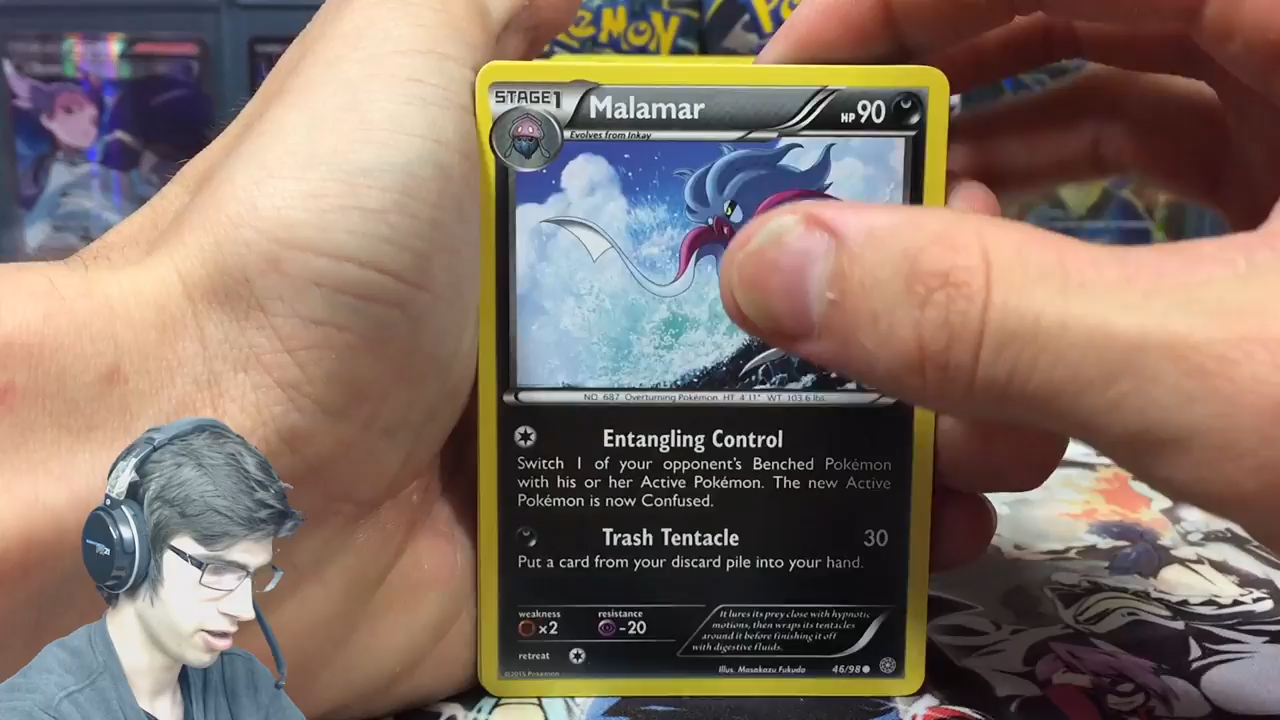 POKÉMON
STAGE1
Malamar
HP90
Evolves from Inkay
NO. 687 Overturning Pokémon HT 4'11" WT 103.6 lbs.
Entangling Control
Switch 1 of your opponent's Benched Pokémon
with his or her Active Pokémon. The new Active
Pokémon is now Confused.
Trash Tentacle 30
Put a card from your discard pile into your hand.
weakness
×2
resistance
-20
retreat
It lures its prey close with hypnotic
motions, then wraps its tentacles
around it before finishing it off
with digestive fluids.
©2015 Pokémon
Illus. Masakazu Fukuda
46/98